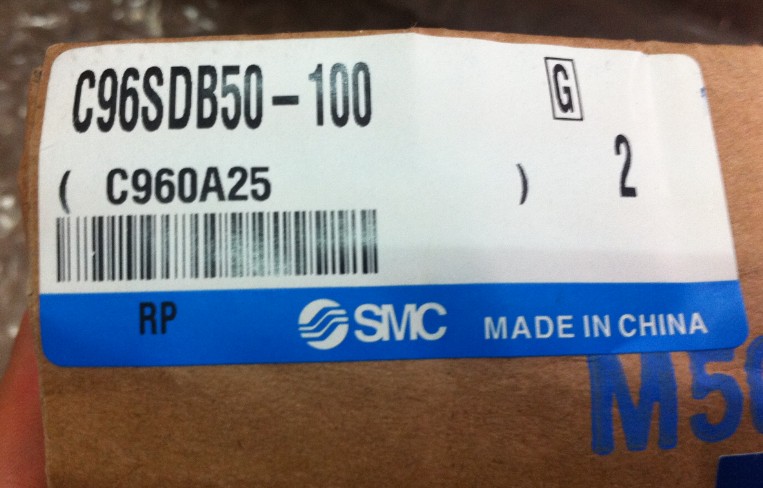 C96SDB50-100 G
( C960A25 ) 2
RP SMC MADE IN CHINA